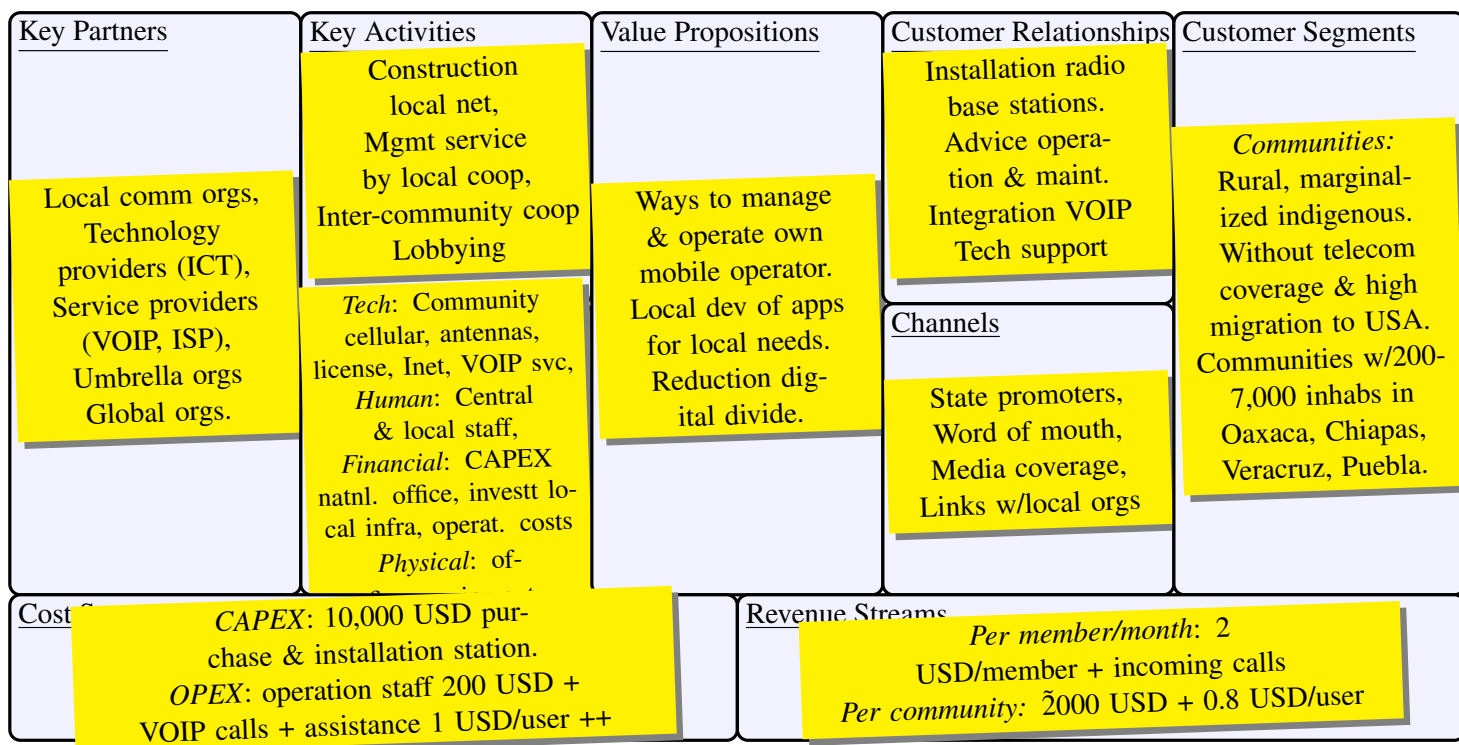 Key Partners
Local comm orgs,
Technology
providers (ICT),
Service providers
(VOIP, ISP),
Umbrella orgs
Global orgs.
Key Activities
Construction
local net,
Mgmt service
by local coop,
Inter-community coop
Lobbying
Tech: Community
cellular, antennas,
license, Inet, VOIP svc,
Human: Central
& local staff,
Financial: CAPEX
natnl. office, investt lo-
cal infra, operat. costs
Physical: of-
Value Propositions
Ways to manage
& operate own
mobile operator.
Local dev of apps
for local needs.
Reduction dig-
ital divide.
Customer Relationships
Installation radio
base stations.
Advice opera-
tion & maint.
Integration VOIP
Tech support
Channels
State promoters,
Word of mouth,
Media coverage,
Links w/local orgs
Customer Segments
Communities:
Rural, marginal-
ized indigenous.
Without telecom
coverage & high
migration to USA.
Communities w/200-
7,000 inhabs in
Oaxaca, Chiapas,
Veracruz, Puebla.
Cost
CAPEX: 10,000 USD pur-
chase & installation station.
OPEX: operation staff 200 USD +
VOIP calls + assistance 1 USD/user ++
Revenue Streams
Per member/month: 2
USD/member + incoming calls
Per community: 2̃000 USD + 0.8 USD/user